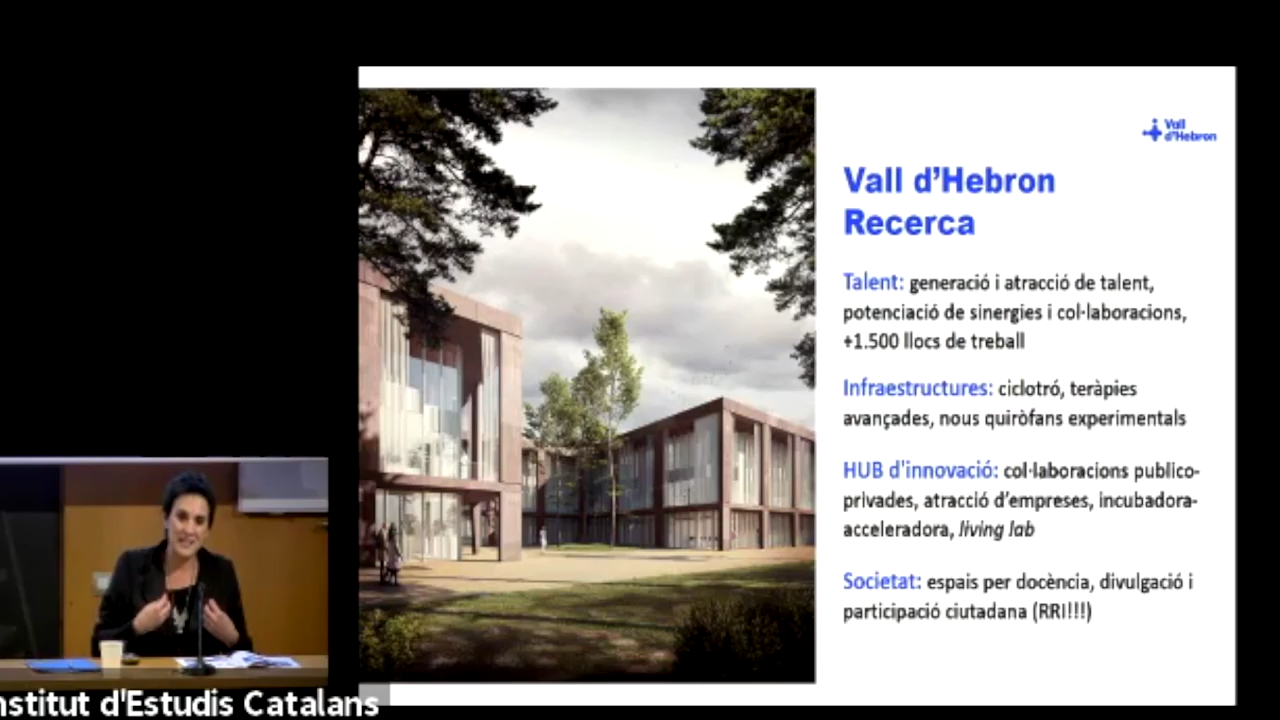 Vall
d'Hebron
Vall d'Hebron
Recerca
Talent: generació i atracció de talent,
potenciació de sinergies i col·laboracions,
+1.500 llocs de treball
Infraestructures: ciclotró, teràpies
avançades, nous quiròfans experimentals
HUB d'innovació: col·laboracions publico-
privades, atracció d'empreses, incubadora-
acceleradora, living lab
Societat: espais per docència, divulgació i
participació ciutadana (RRI!!!)
nstitut d'Estudis Catalans